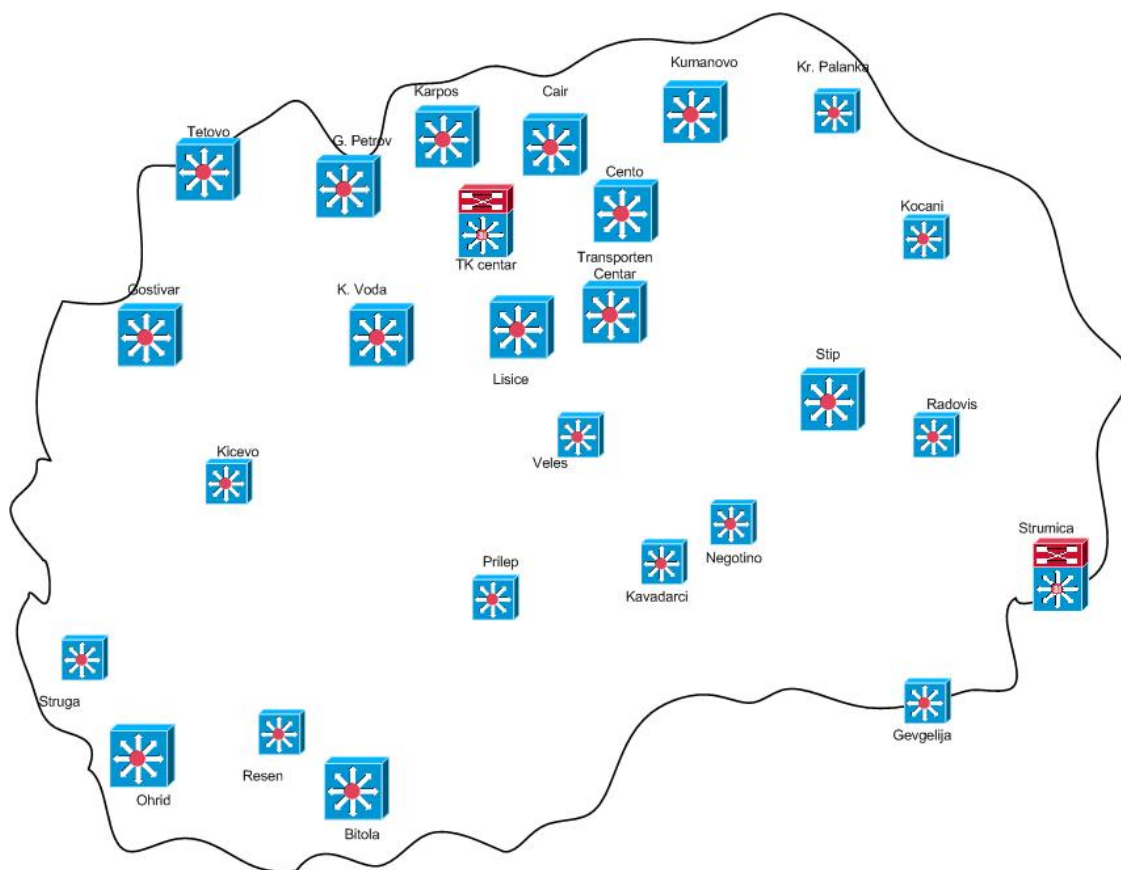 Kumanovo
Kr. Palanka
Karpos
Cair
Tetovo
G. Petrov
Cento
Kocani
TK centar
Transporten
Centar
Gostivar
K. Voda
Stip
Lisice
Radovis
Kicevo
Veles
Strumica
Negotino
Prilep
Kavadarci
Struga
Gevgelija
Resen
Ohrid
Bitola